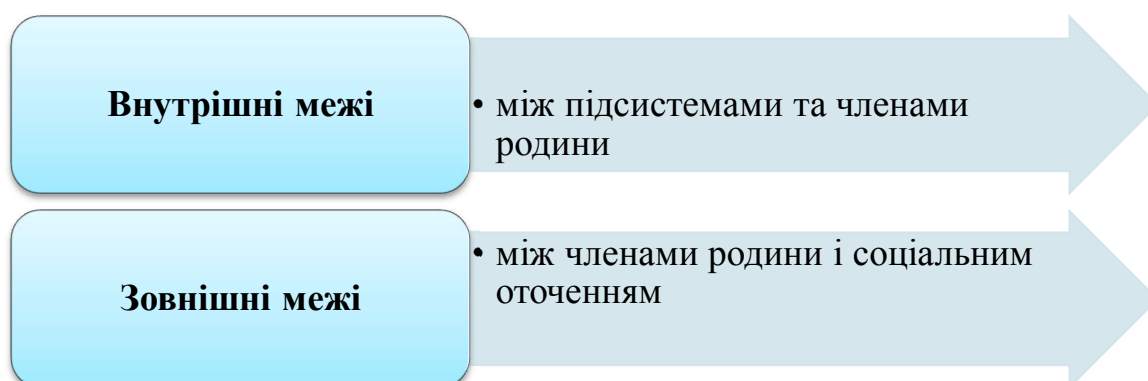 Внутрішні межі
• між підсистемами та членами
родини
Зовнішні межі
• між членами родини і соціальним
оточенням